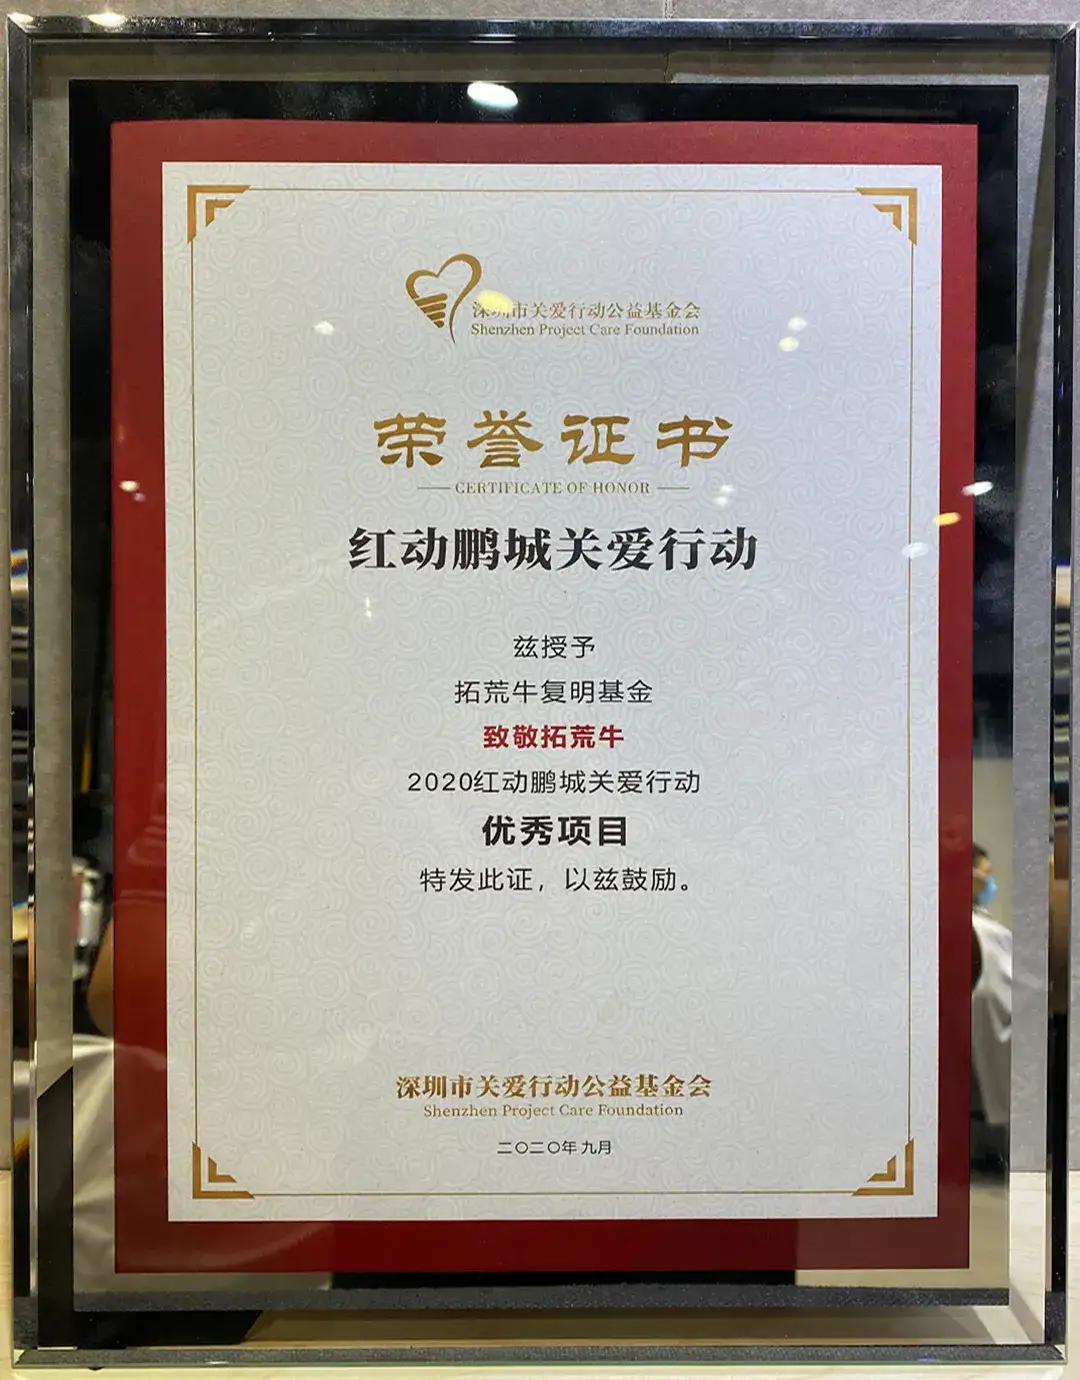 深圳市关爱行动公益基金会
Shenzhen Project Care Foundation
荣誉证书
CERTIFICATE OF HONOR
红动鹏城关爱行动
兹授予
拓荒牛复明基金
致敬拓荒牛
2020红动鹏城关爱行动
优秀项目
特发此证，以兹鼓励。
深圳市关爱行动公益基金会
Shenzhen Project Care Foundation
二〇二〇年 九月